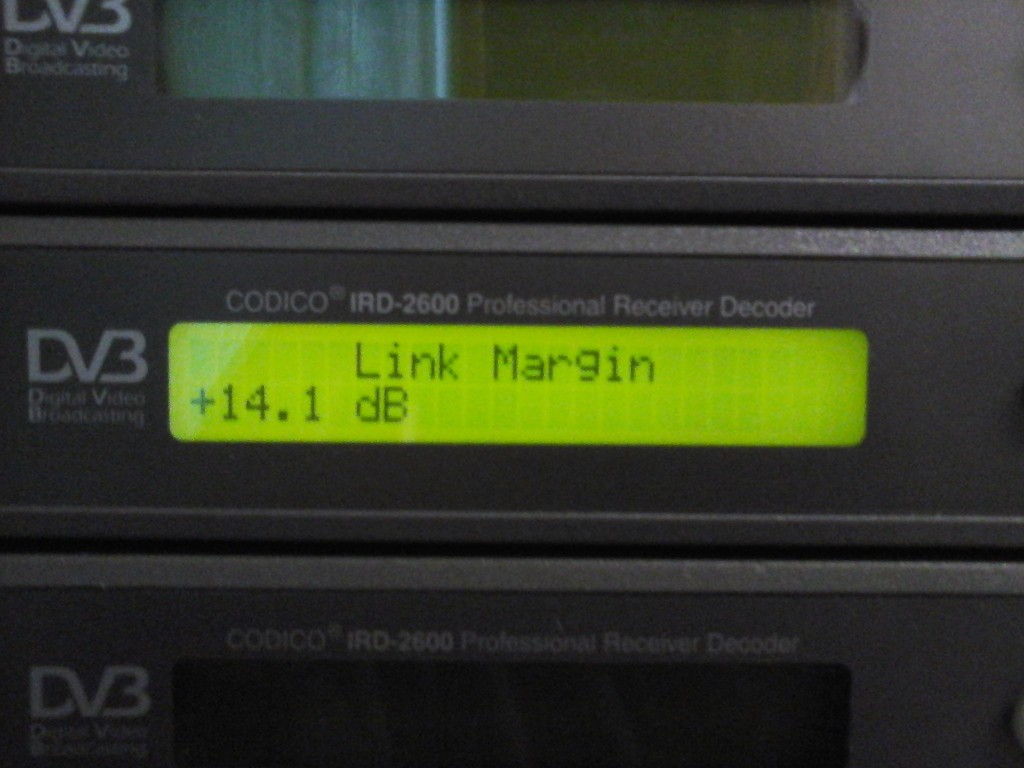 DVB
Digital Video
Broadcasting
CODICO® IRD-2600 Professional Receiver Decoder
DVB
Digital Video
Broadcasting
Link Margin
+14.1 dB
CODICO® IRD-2600 Professional Receiver Decoder
DVB
Digital Video
Broadcasting